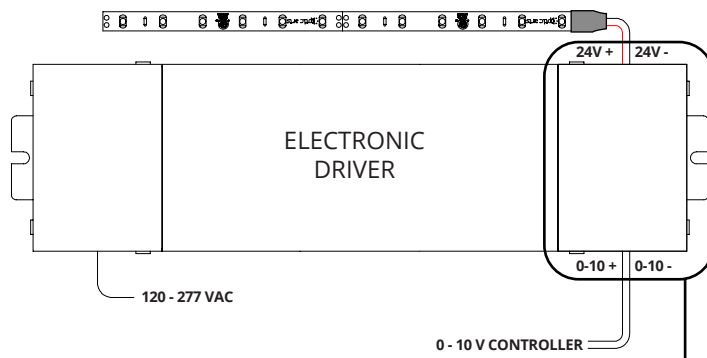 24V + 24V -
ELECTRONIC
DRIVER
0-10 + 0-10 -
120 - 277 VAC
0 - 10 V CONTROLLER